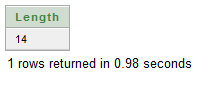 Length
14
1 rows returned in 0.98 seconds